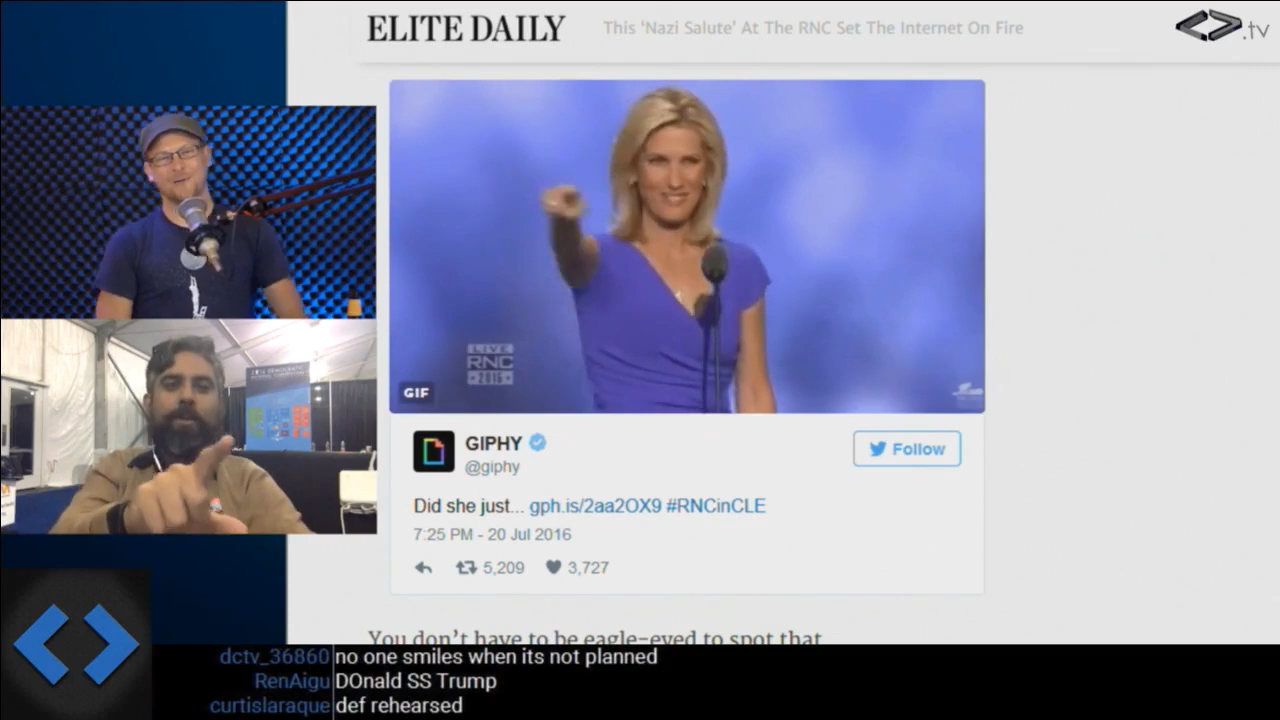 ELITE DAILY
This 'Nazi Salute' At The RNC Set The Internet On Fire
<>.tv
LIVE
RNC
2016
GIF
GIPHY
@giphy
Follow
Did she just... gph.is/2aa2OX9 #RNCinCLE
7:25 PM - 20 Jul 2016
5,209
3,727
You don't have to be eagle-eyed to spot that
dctv_36860 no one smiles when its not planned
RenAigu DOnald SS Trump
curtislaraque def rehearsed